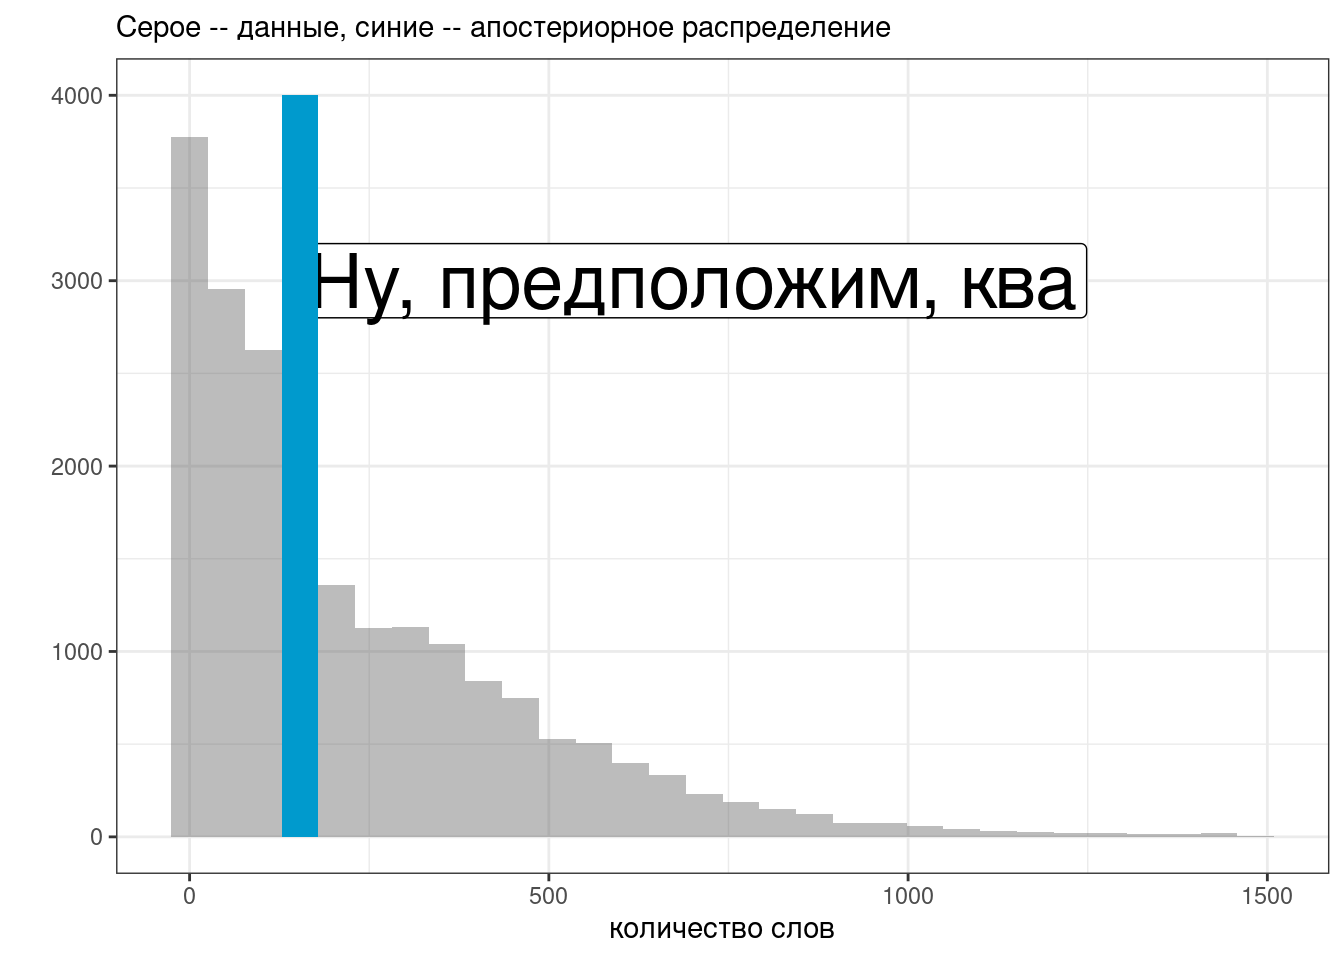 Серое -- данные, синие -- апостериорное распределение
4000
3000
2000
1000
0
Ну, предположим, ква
0 500 1000 1500
количество слов